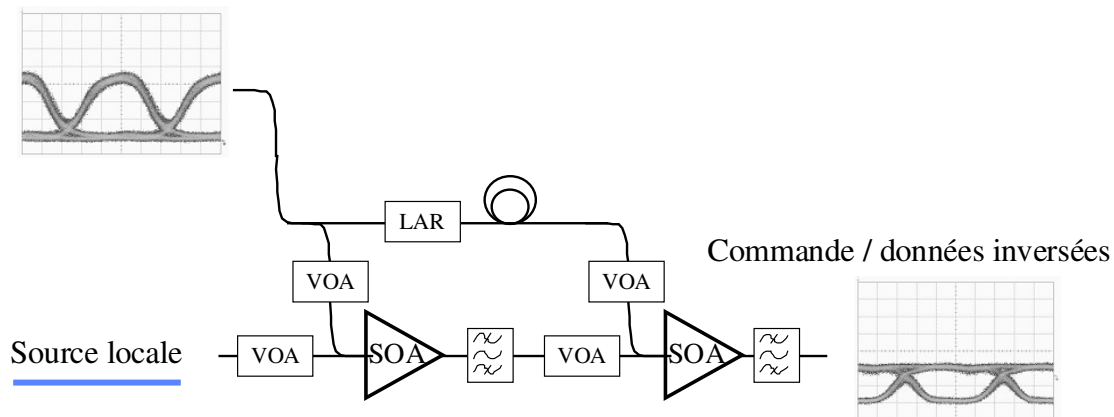 LAR
Commande / données inversées
VOA
VOA
Source locale
VOA
SOA
VOA
SOA